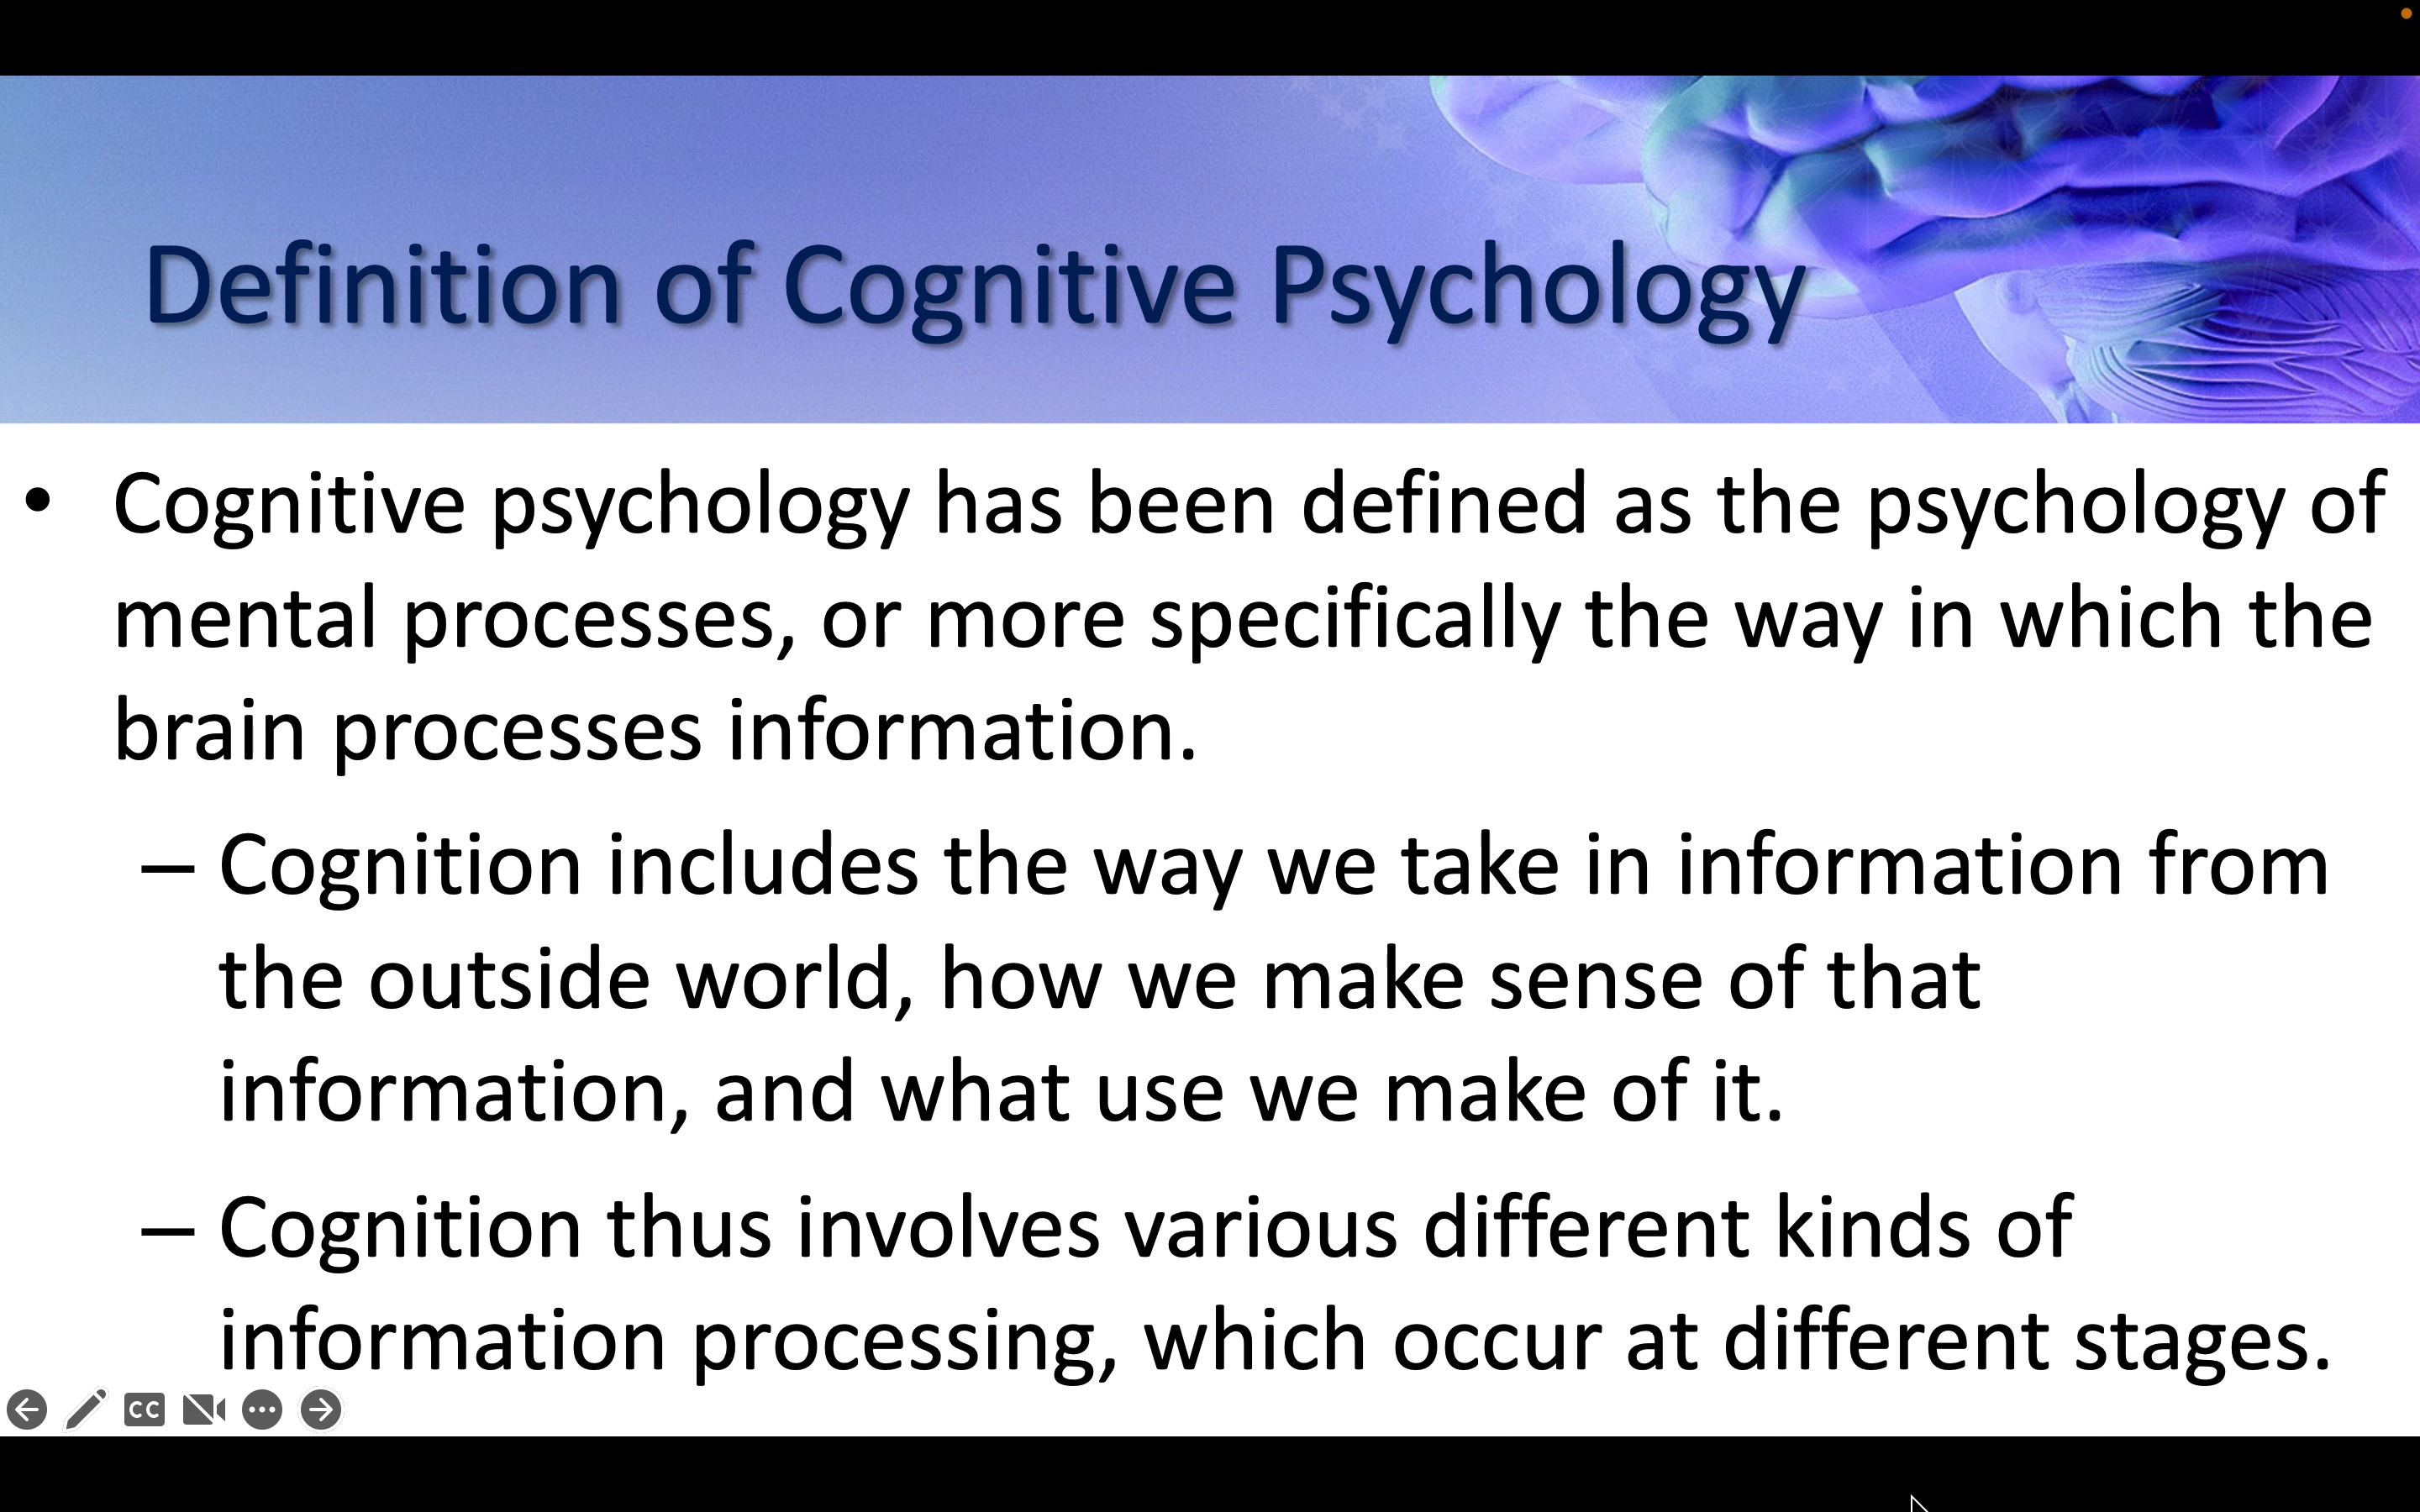 Definition of Cognitive Psychology
• Cognitive psychology has been defined as the psychology of
mental processes, or more specifically the way in which the
brain processes information.
– Cognition includes the way we take in information from
the outside world, how we make sense of that
information, and what use we make of it.
– Cognition thus involves various different kinds of
information processing, which occur at different stages.
CC